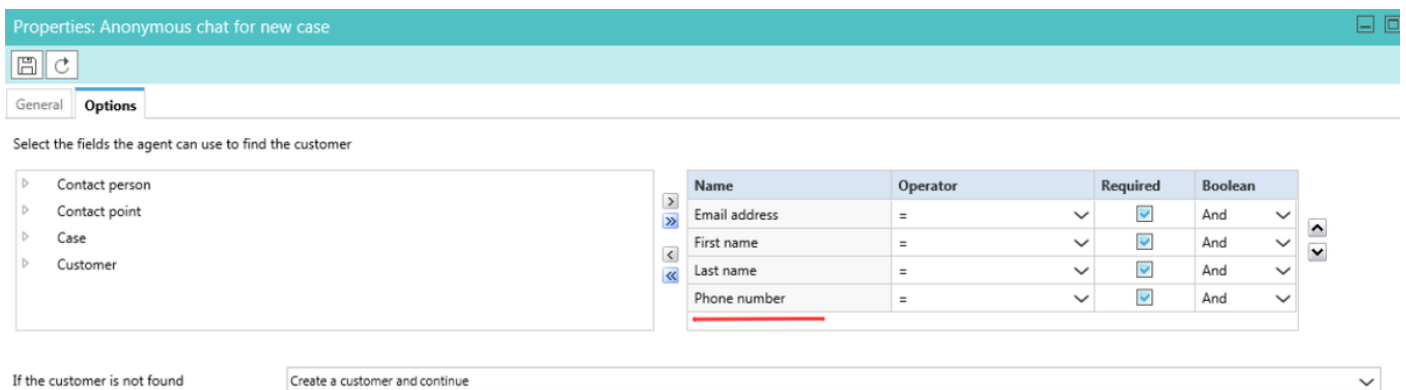 Properties: Anonymous chat for new case
General Options
Select the fields the agent can use to find the customer
Contact person
Contact point
Case
Customer
Name Operator Required Boolean
Email address = And
First name = And
Last name = And
Phone number = And
If the customer is not found Create a customer and continue